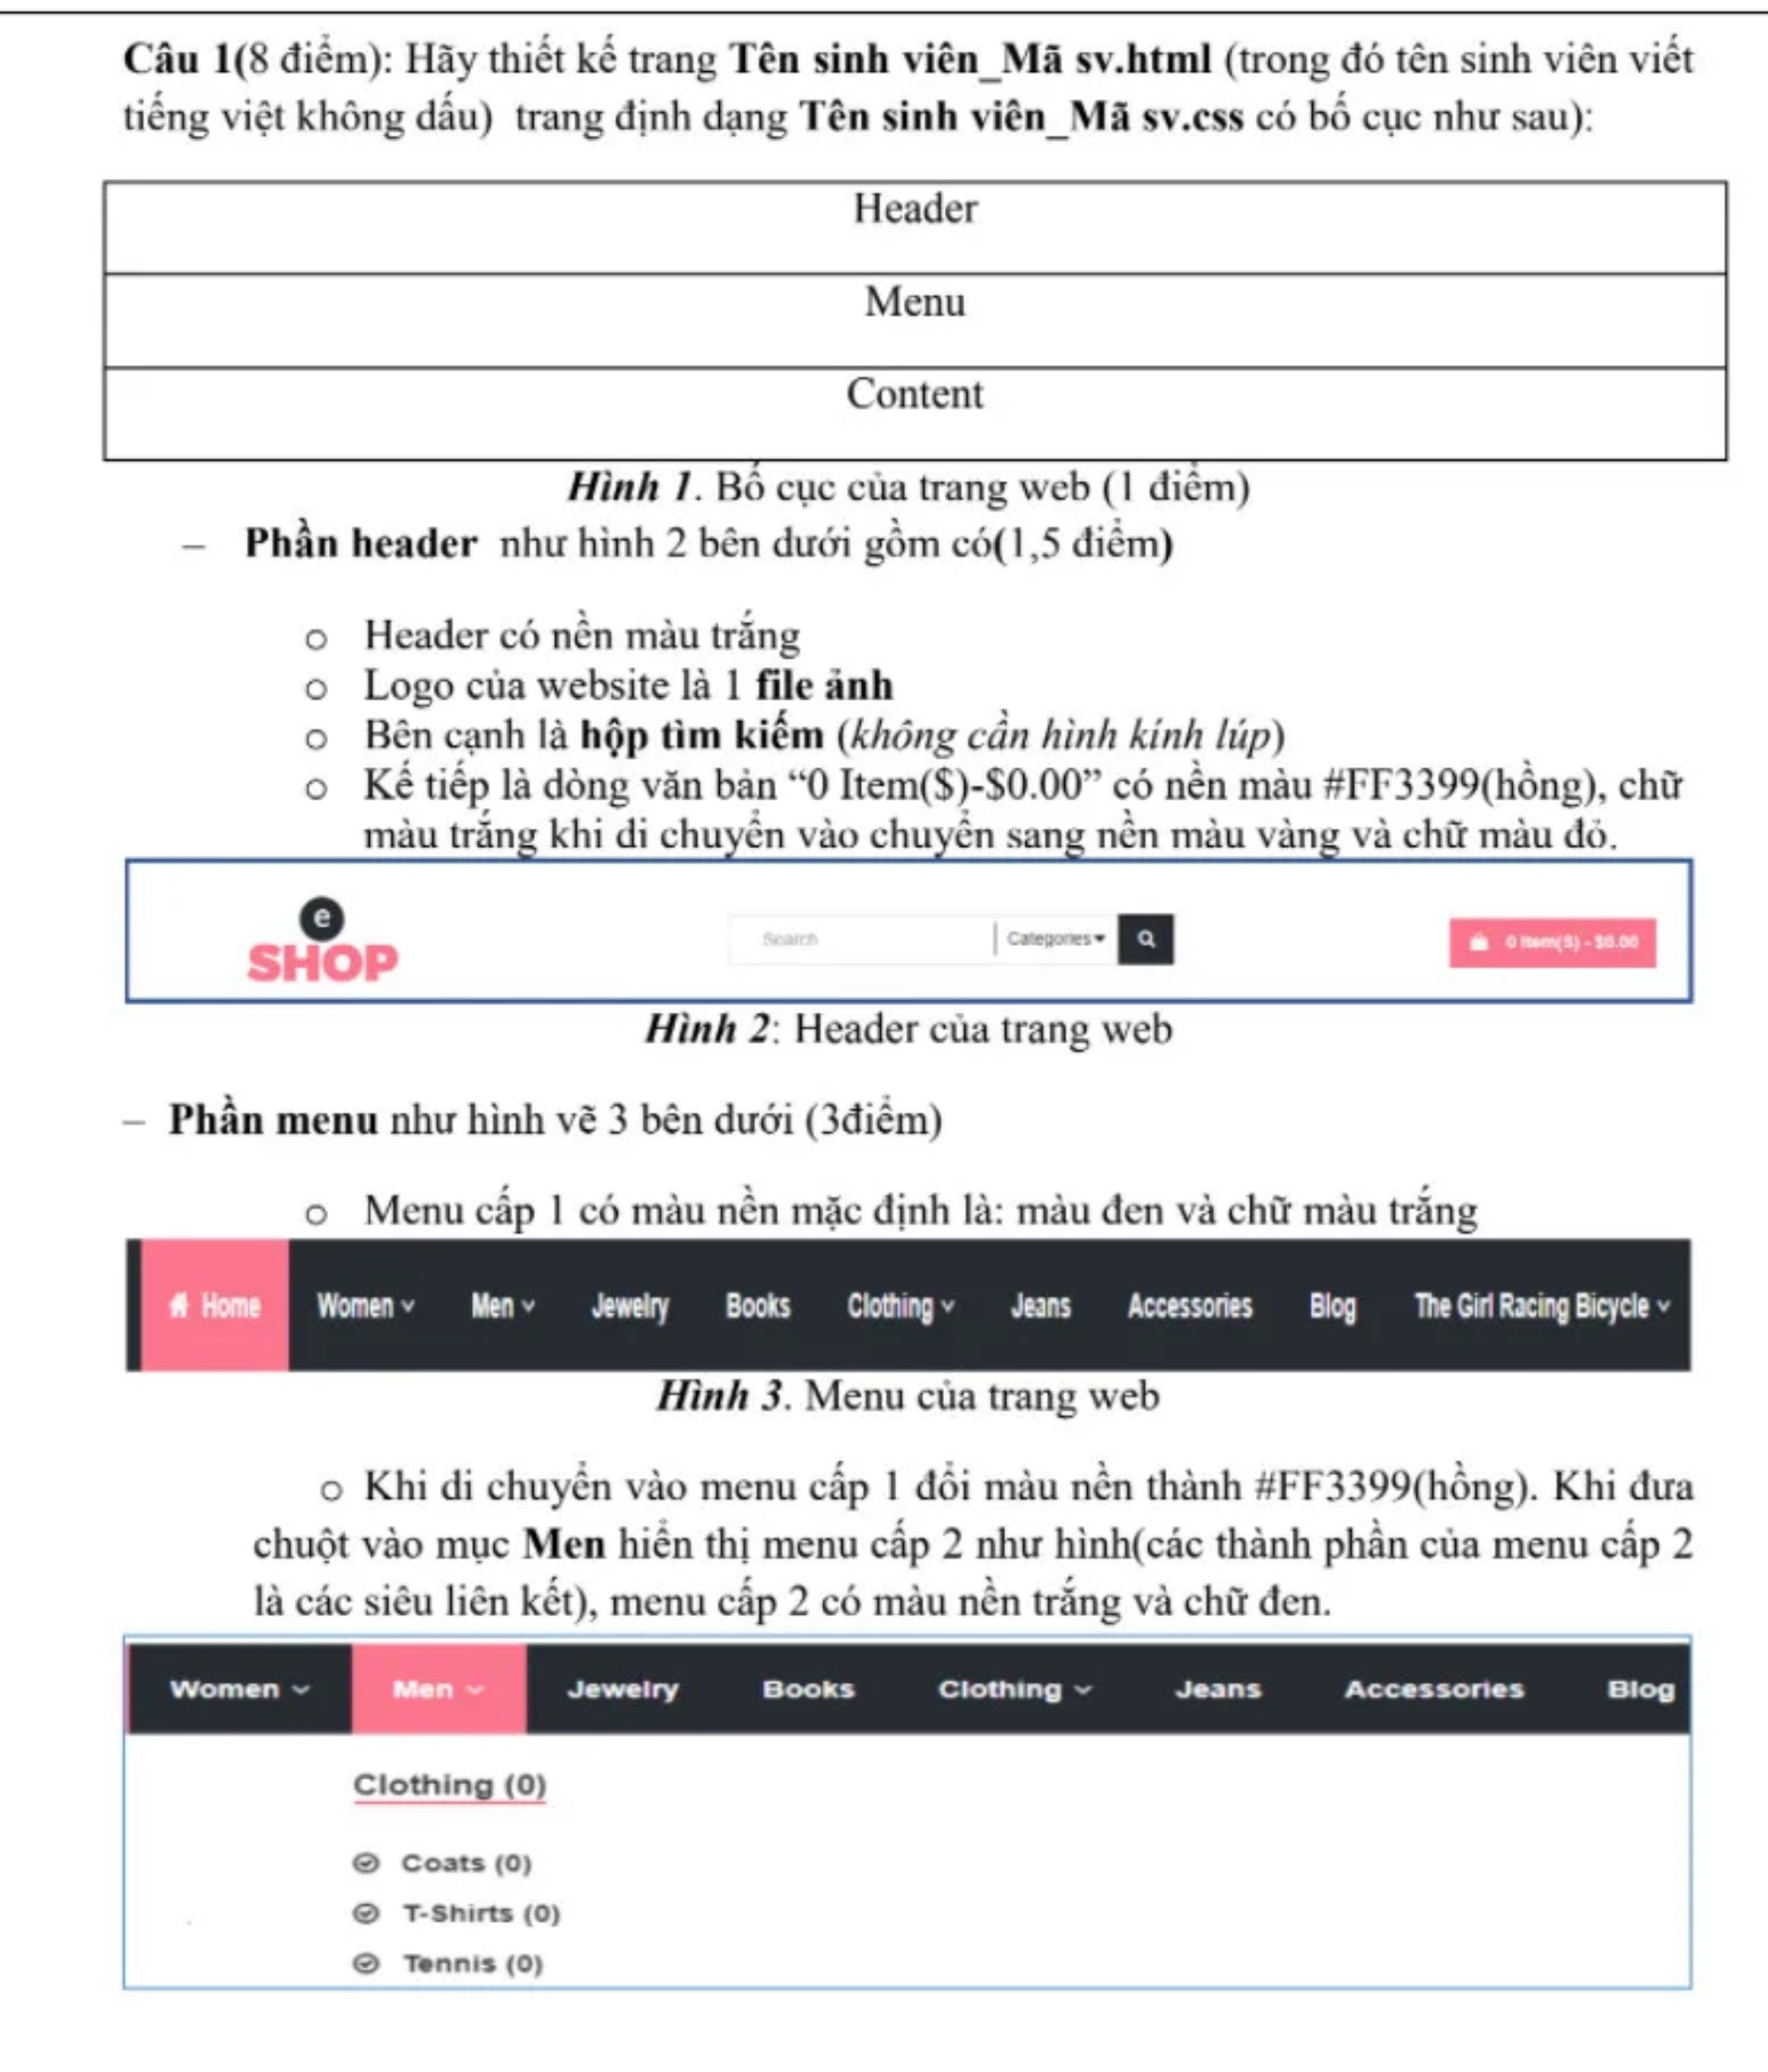 Câu 1(8 điểm): Hãy thiết kế trang Tên sinh viên_Mã sv.html (trong đó tên sinh viên viết
tiếng việt không dấu) trang định dạng Tên sinh viên_Mã sv.css có bố cục như sau):
Header
Menu
Content
Hình 1. Bố cục của trang web (1 điểm)
– Phần header như hình 2 bên dưới gồm có(1,5 điểm)
o Header có nền màu trắng
o Logo của website là 1 file ảnh
o Bên cạnh là hộp tìm kiếm (không cần hình kính lúp)
o Kế tiếp là dòng văn bản “0 Item($)-$0.00” có nền màu #FF3399(hồng), chữ
màu trắng khi di chuyển vào chuyển sang nền màu vàng và chữ màu đỏ.
e
SHOP
Search
Categories
0 Item(S) - $0.00
Hình 2: Header của trang web
– Phần menu như hình vẽ 3 bên dưới (3điểm)
o Menu cấp 1 có màu nền mặc định là: màu đen và chữ màu trắng
Home Women Men Jewelry Books Clothing Jeans Accessories Blog The Girl Racing Bicycle
Hình 3. Menu của trang web
o Khi di chuyển vào menu cấp 1 đổi màu nền thành #FF3399(hồng). Khi đưa
chuột vào mục Men hiển thị menu cấp 2 như hình(các thành phần của menu cấp 2
là các siêu liên kết), menu cấp 2 có màu nền trắng và chữ đen.
Women Men Jewelry Books Clothing Jeans Accessories Blog
Clothing (0)
Coats (0)
T-Shirts (0)
Tennis (0)